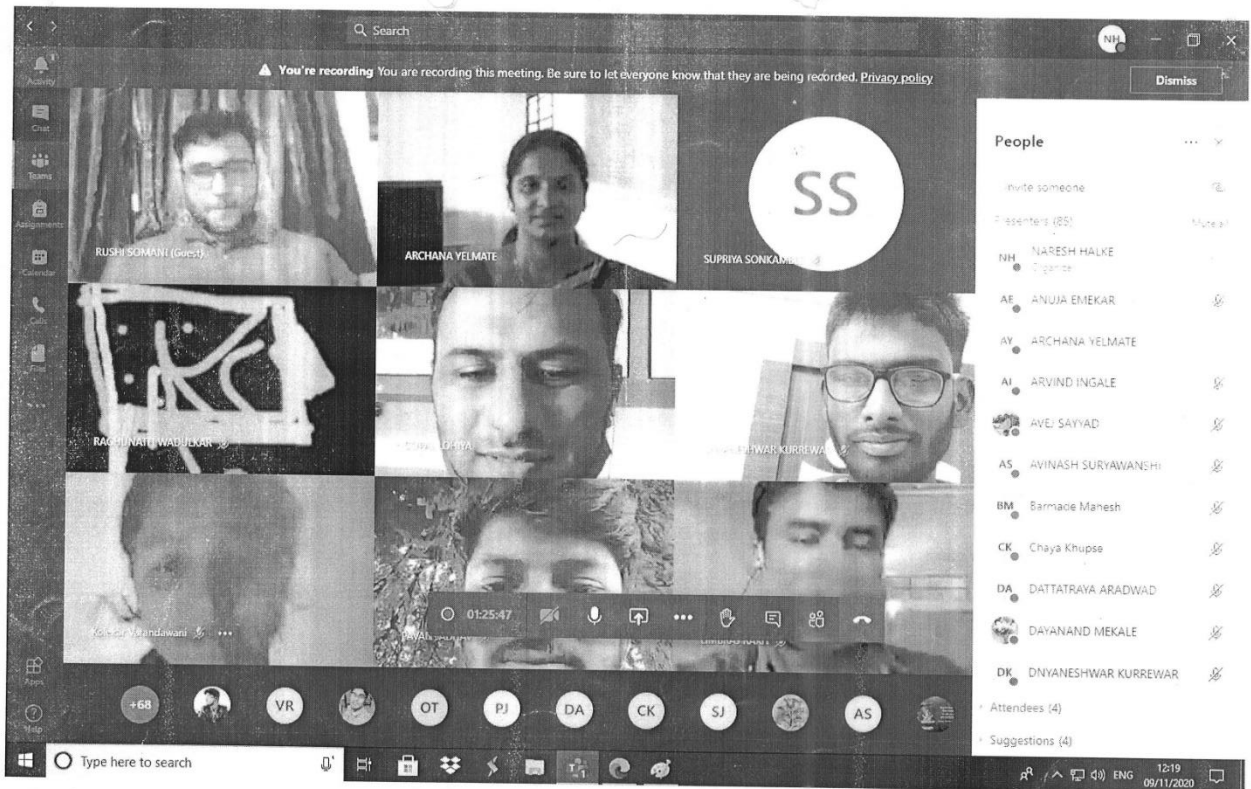 Search
NH
Activity
You're recording You are recording this meeting. Be sure to let everyone know that they are being recorded. Privacy policy
Dismiss
Chat
Teams
Assignments
Calendar
Calls
Files
Apps
Help
RUSHI SOMANI (Guest)
ARCHANA YELMATE
SS
SUPRIYA
RAGHUNATH WADULKAR
KURREWAR
01:25:47
+68
VR
OT
PJ
DA
CK
SJ
AS
People
Invite someone
Presenters (85)
Mute all
NH NARESH HALKE
Organizer
AE ANUJA EMEKAR
AY ARCHANA YELMATE
AI ARVIND INGALE
AVEJ SAYYAD
AS AVINASH SURYAWANSHI
BM Barmade Mahesh
CK Chaya Khupse
DA DATTATRAYA ARADWAD
DAYANAND MEKALE
DK DNYANESHWAR KURREWAR
Attendees (4)
Suggestions (4)
Type here to search
ENG
12:19
09/11/2020